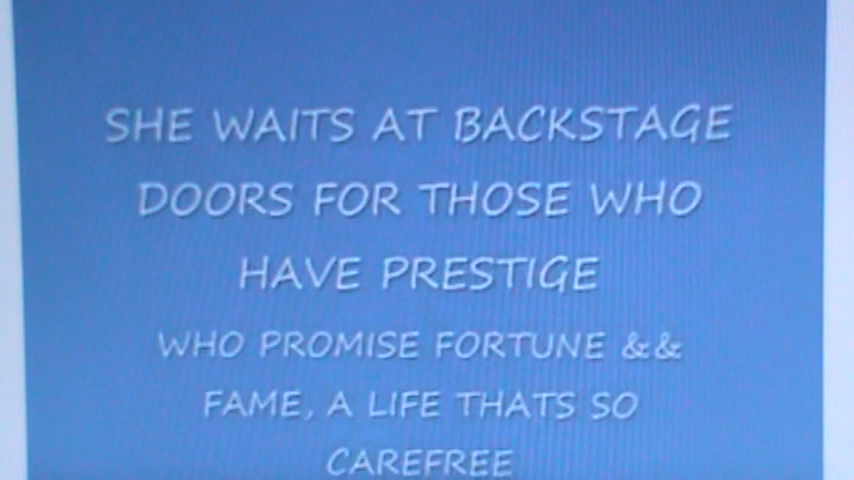 SHE WAITS AT BACKSTAGE
DOORS FOR THOSE WHO
HAVE PRESTIGE
WHO PROMISE FORTUNE &&
FAME, A LIFE THATS SO
CAREFREE